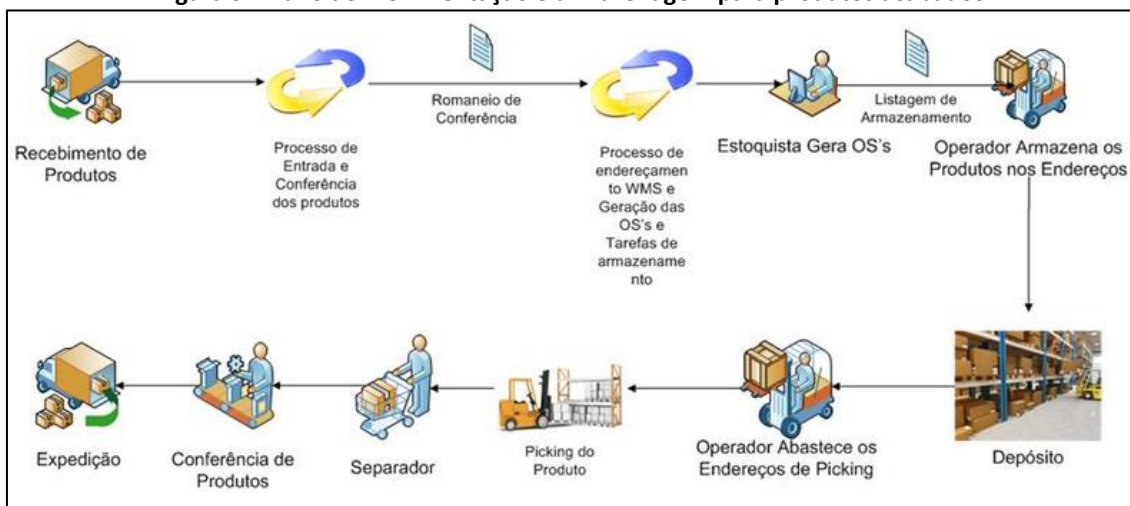 Romaneio de
Conferência
Listagem de
Armazenamento
Recebimento de
Produtos
Processo de
Entrada e
Conferência
dos produtos
Processo de
endereçamen
to WMS e
Geração das
OS's e
Tarefas de
armazename
nto
Estoquista Gera OS's
Operador Armazena os
Produtos nos Endereços
Expedição
Conferência de
Produtos
Separador
Picking do
Produto
Operador Abastece os
Endereços de Picking
Depósito